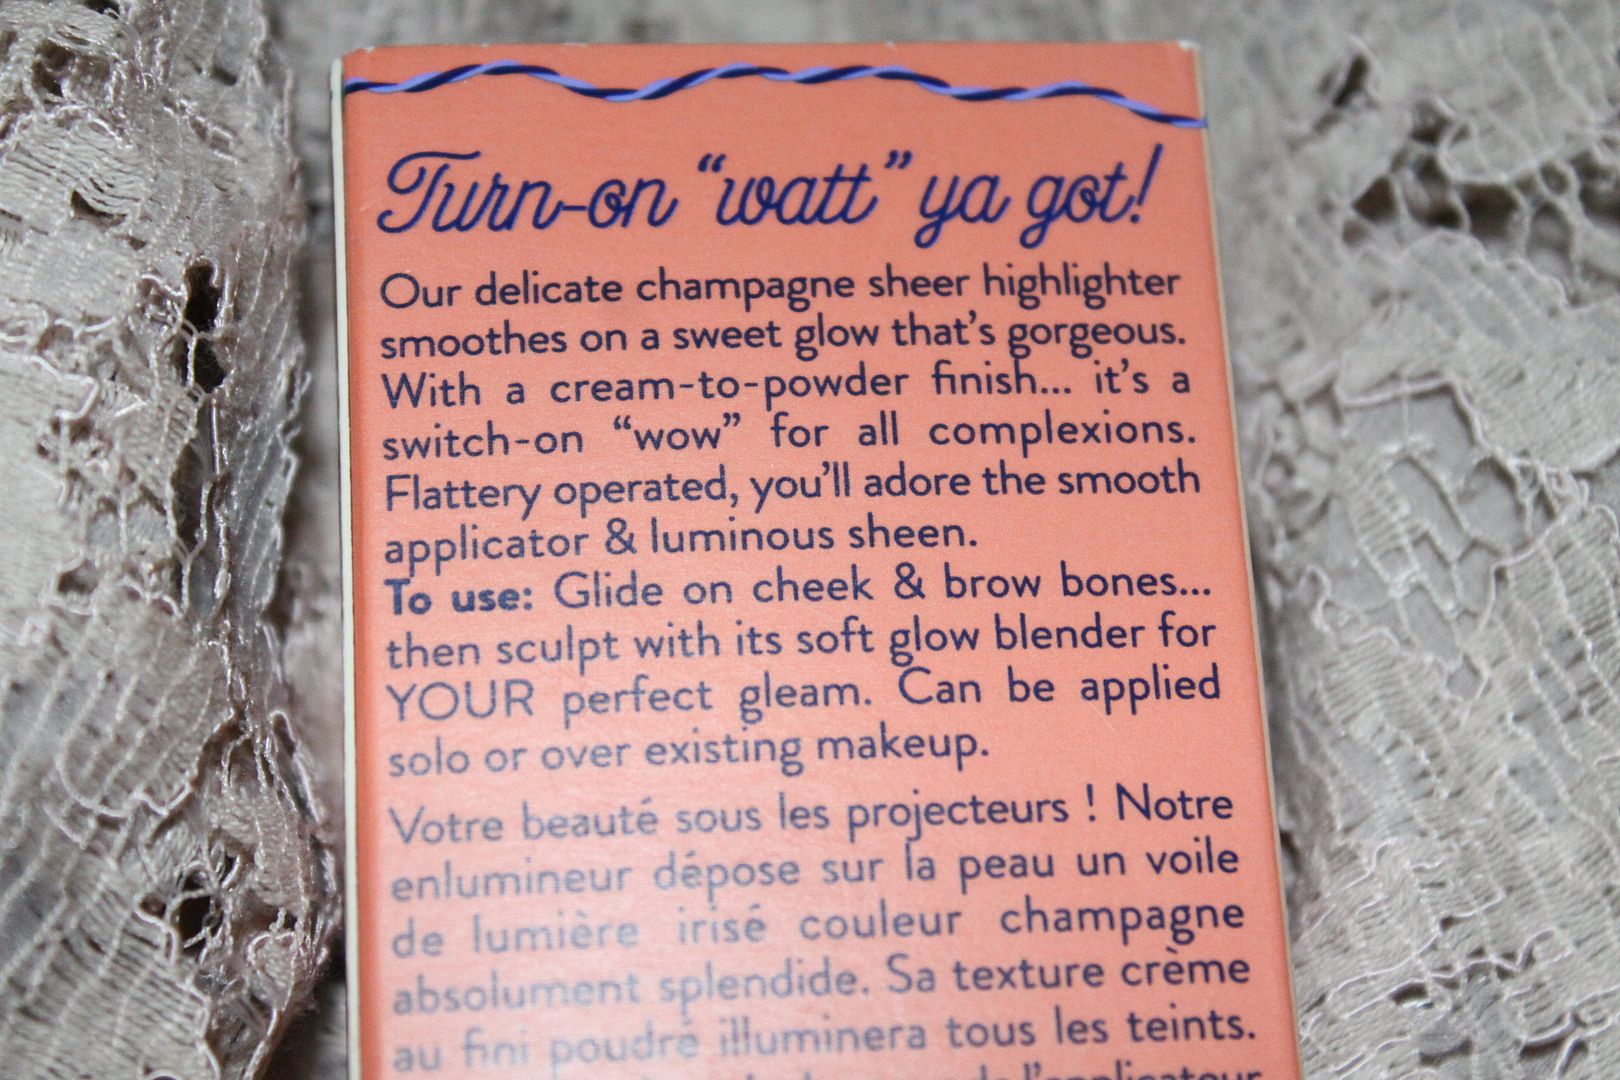 Turn-on “watt” ya got!
Our delicate champagne sheer highlighter
smoothes on a sweet glow that’s gorgeous.
With a cream-to-powder finish... it’s a
switch-on “wow” for all complexions.
Flattery operated, you’ll adore the smooth
applicator & luminous sheen.
To use: Glide on cheek & brow bones...
then sculpt with its soft glow blender for
YOUR perfect gleam. Can be applied
solo or over existing makeup.
Votre beauté sous les projecteurs ! Notre
enlumineur dépose sur la peau un voile
de lumière irisé couleur champagne
absolument splendide. Sa texture crème
au fini poudré illuminera tous les teints.
de l’applicateur